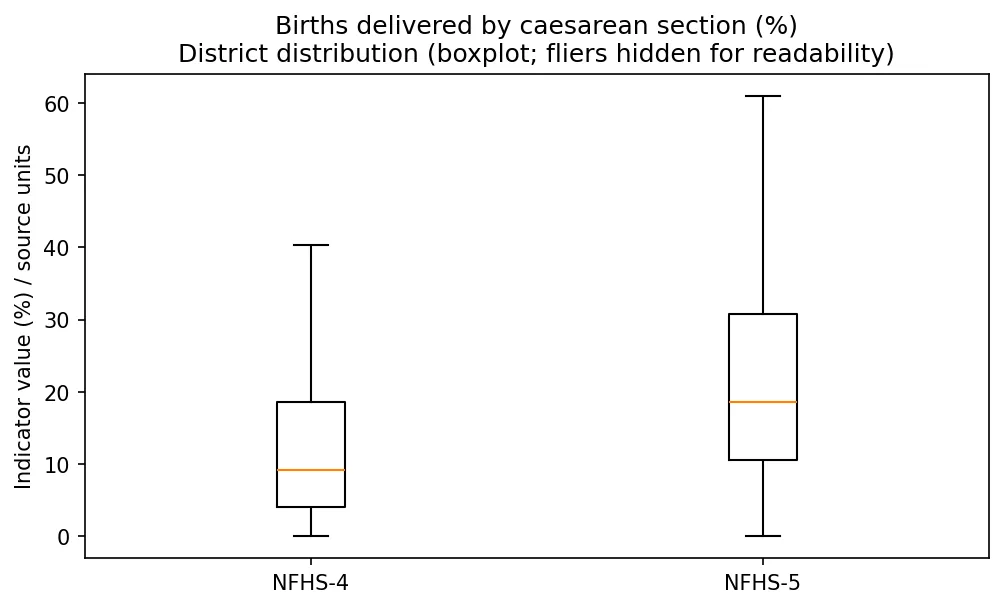 Births delivered by caesarean section (%)
District distribution (boxplot; fliers hidden for readability)
Indicator value (%) / source units
60
50
40
30
20
10
0
NFHS-4
NFHS-5